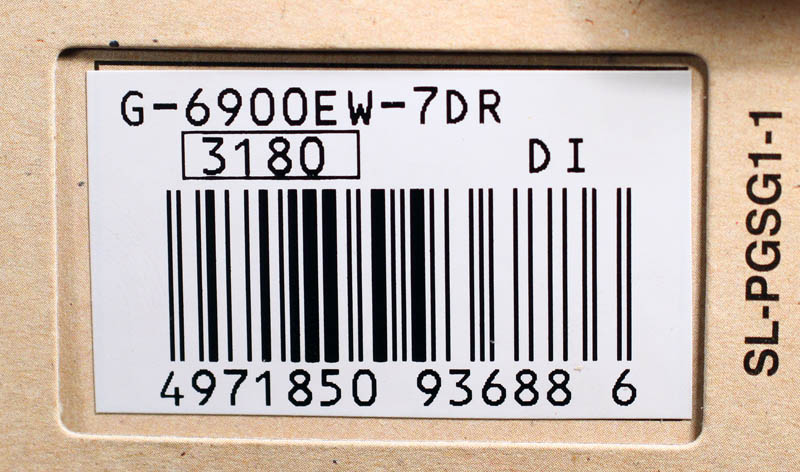 G-6900EW-7DR
3180 DI
4971850 93688 6
SL-PGSG1-1